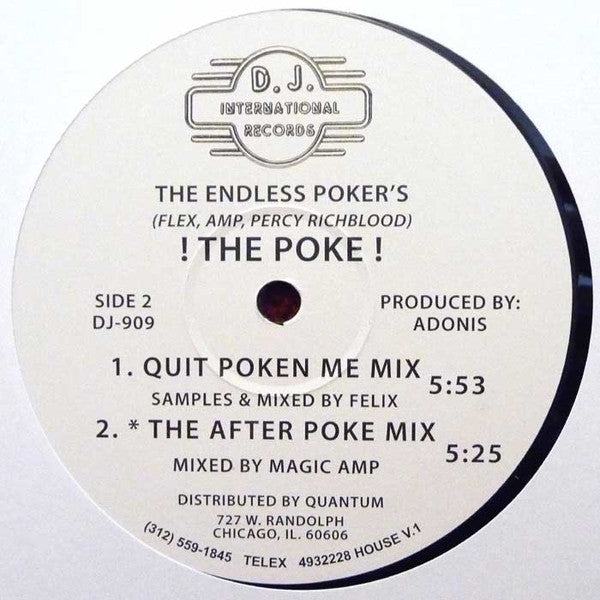 D. J.
INTERNATIONAL
RECORDS
THE ENDLESS POKER'S
(FLEX, AMP, PERCY RICHBLOOD)
! THE POKE !
SIDE 2
DJ-909
PRODUCED BY:
ADONIS
1. QUIT POKEN ME MIX 5:53
SAMPLES & MIXED BY FELIX
2. * THE AFTER POKE MIX 5:25
MIXED BY MAGIC AMP
DISTRIBUTED BY QUANTUM
727 W. RANDOLPH
CHICAGO, IL. 60606
(312) 559-1845 TELEX 4932228 HOUSE V.1